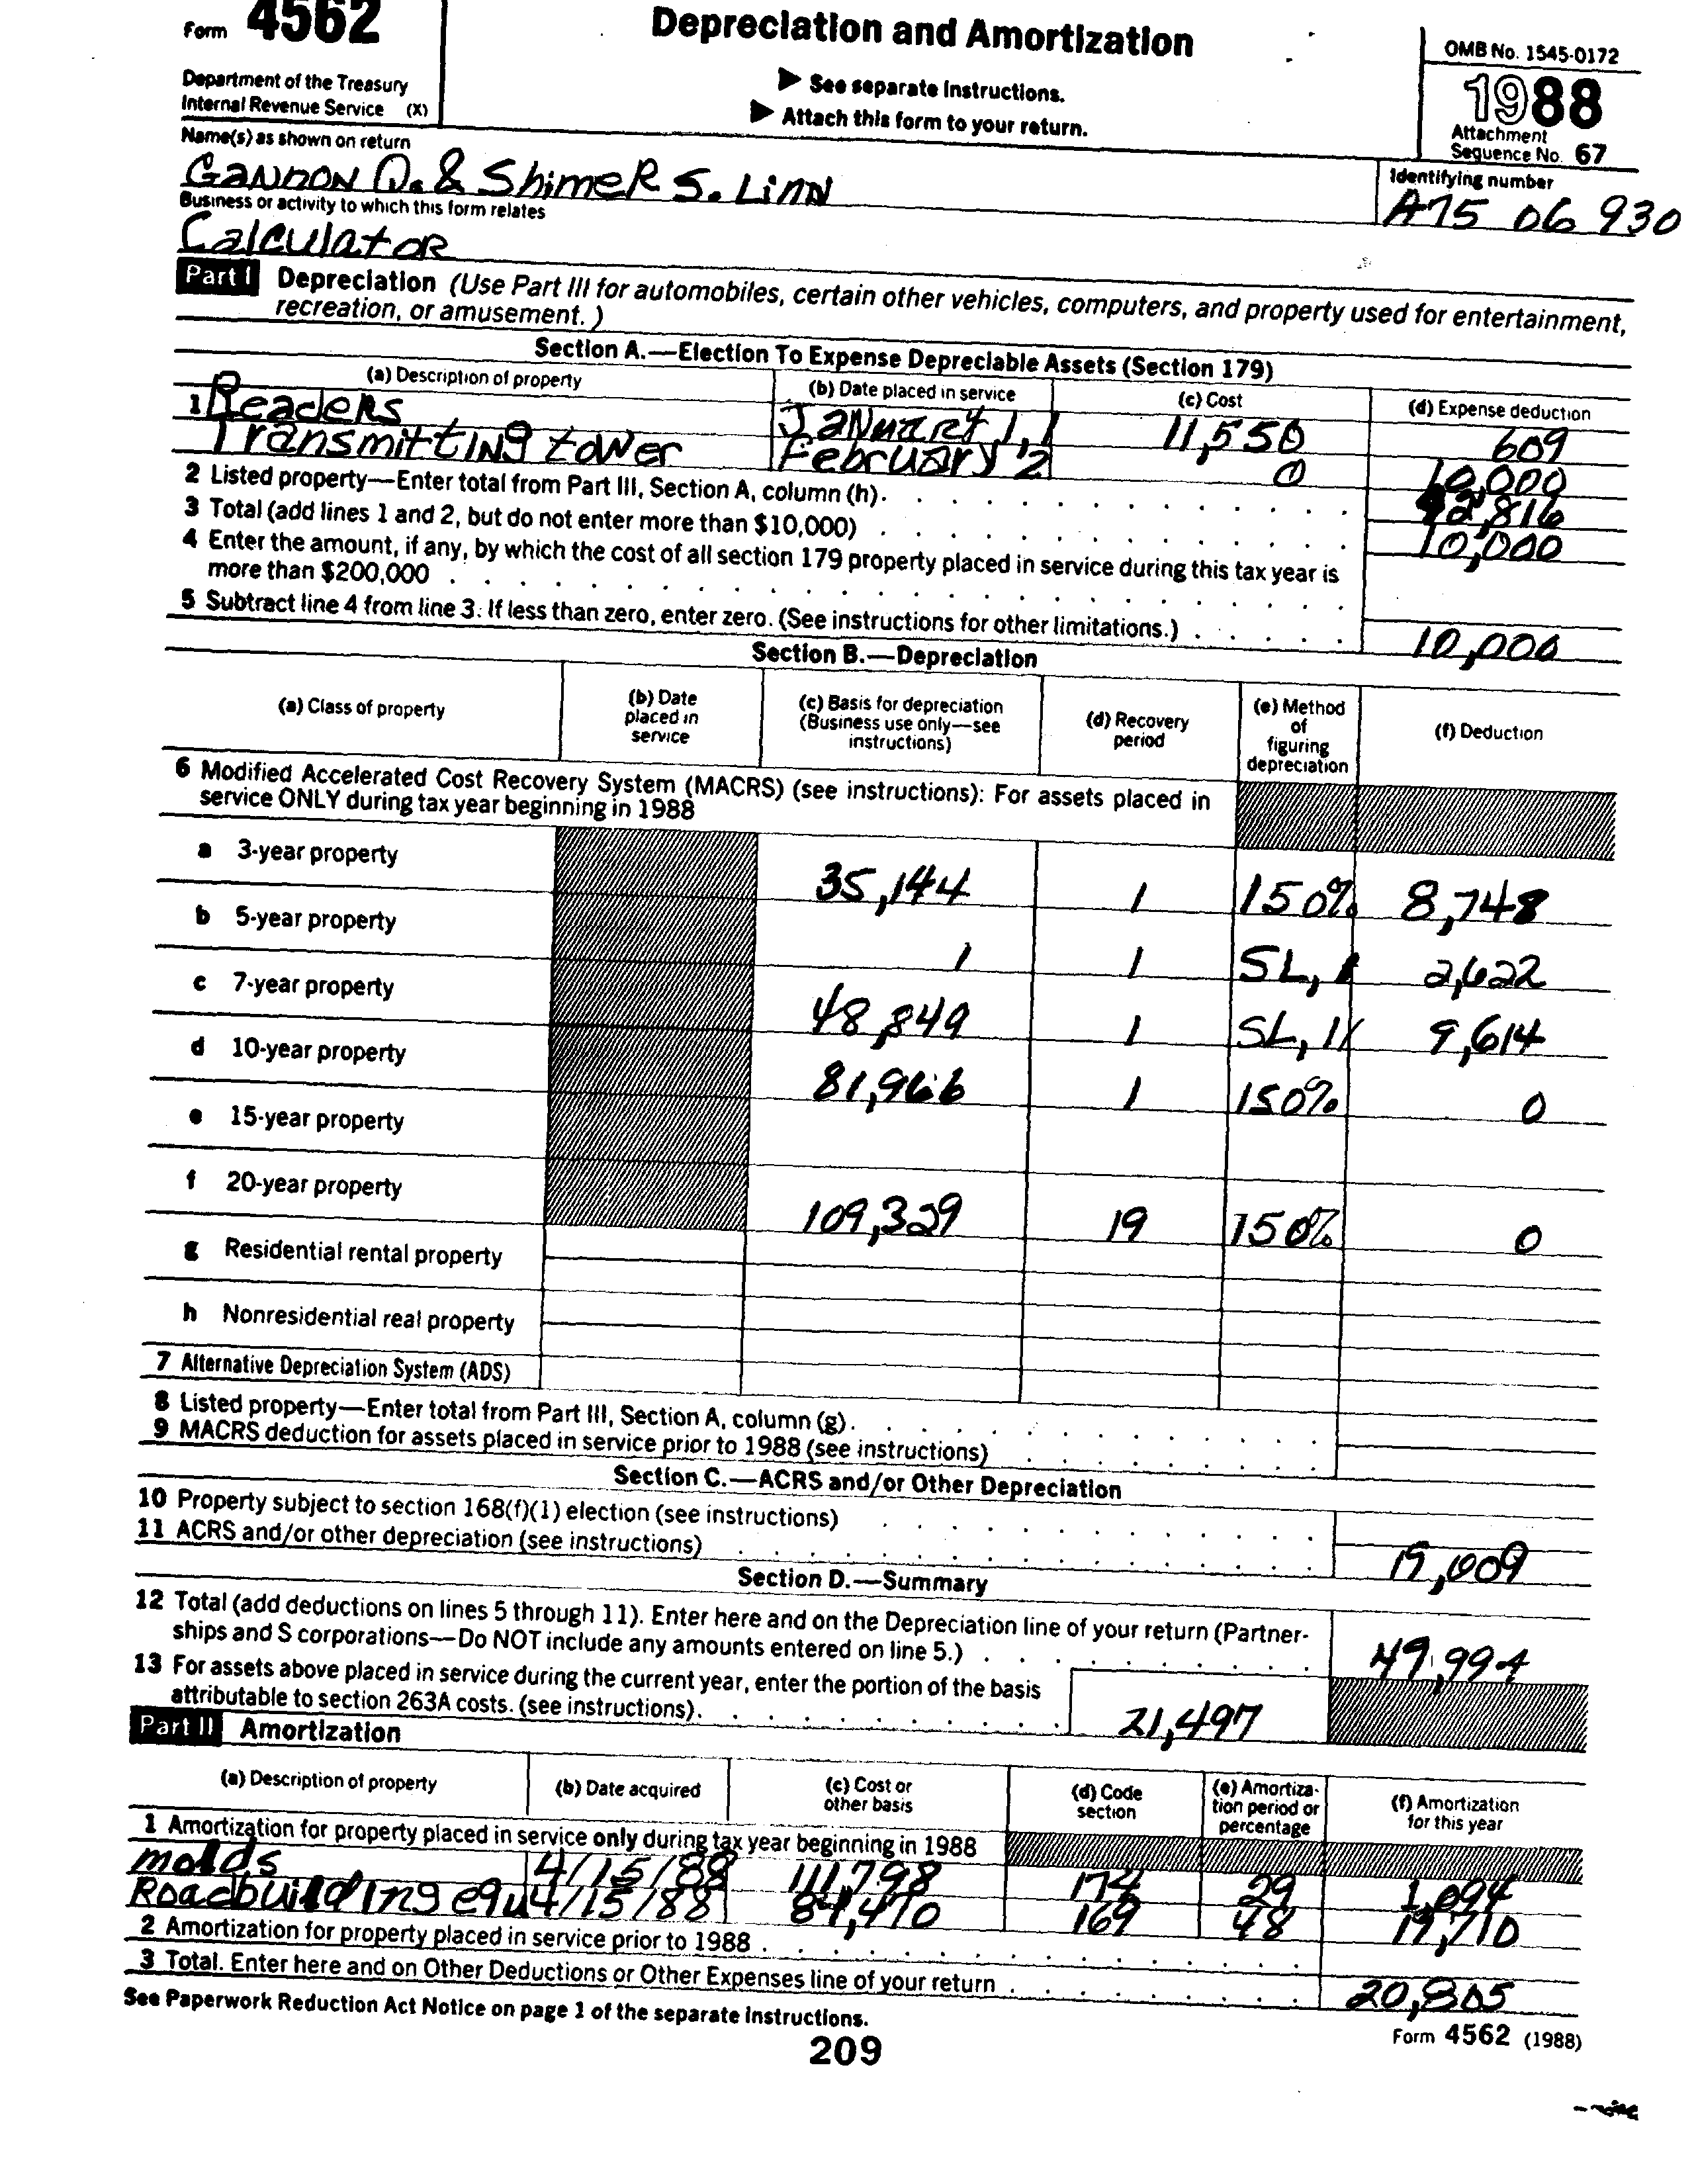 Form 4562
Department of the Treasury
Internal Revenue Service (X)
Depreciation and Amortization
▶ See separate instructions.
▶ Attach this form to your return.
OMB No. 1545-0172
1988
Attachment
Sequence No. 67
Name(s) as shown on return
Gannon Q. & Shimer S. Linn
Identifying number
A75 06 930
Business or activity to which this form relates
Calculator
Part I Depreciation (Use Part III for automobiles, certain other vehicles, computers, and property used for entertainment,
recreation, or amusement.)
Section A.—Election To Expense Depreciable Assets (Section 179)
(a) Description of property (b) Date placed in service (c) Cost (d) Expense deduction
1 Readers January 1, 1 11,550 609
Transmitting tower February 2 0 10,000
2 Listed property—Enter total from Part III, Section A, column (h). 12,816
3 Total (add lines 1 and 2, but do not enter more than $10,000) 10,000
4 Enter the amount, if any, by which the cost of all section 179 property placed in service during this tax year is
more than $200,000
5 Subtract line 4 from line 3. If less than zero, enter zero. (See instructions for other limitations.) 10,000
Section B.—Depreciation
(a) Class of property (b) Date placed in service (c) Basis for depreciation (Business use only—see instructions) (d) Recovery period (e) Method of figuring depreciation (f) Deduction
6 Modified Accelerated Cost Recovery System (MACRS) (see instructions): For assets placed in
service ONLY during tax year beginning in 1988
a 3-year property 35,144 1 150% 8,748
b 5-year property 1 1 SL, 2,622
c 7-year property 48,849 1 SL, 9,614
d 10-year property 81,966 1 150% 0
e 15-year property
f 20-year property 109,329 19 150% 0
g Residential rental property
h Nonresidential real property
7 Alternative Depreciation System (ADS)
8 Listed property—Enter total from Part III, Section A, column (g).
9 MACRS deduction for assets placed in service prior to 1988 (see instructions)
Section C.—ACRS and/or Other Depreciation
10 Property subject to section 168(f)(1) election (see instructions)
11 ACRS and/or other depreciation (see instructions) 19,009
Section D.—Summary
12 Total (add deductions on lines 5 through 11). Enter here and on the Depreciation line of your return (Partner-
ships and S corporations—Do NOT include any amounts entered on line 5.) 49,994
13 For assets above placed in service during the current year, enter the portion of the basis
attributable to section 263A costs. (see instructions). 21,497
Part II Amortization
(a) Description of property (b) Date acquired (c) Cost or other basis (d) Code section (e) Amortiza-tion period or percentage (f) Amortization for this year
1 Amortization for property placed in service only during tax year beginning in 1988
molds 4/15/88 111,798 174 29 1,094
Roadbuilding equ 4/15/88 84,470 169 48 19,710
2 Amortization for property placed in service prior to 1988
3 Total. Enter here and on Other Deductions or Other Expenses line of your return 20,805
See Paperwork Reduction Act Notice on page 1 of the separate instructions.
209
Form 4562 (1988)